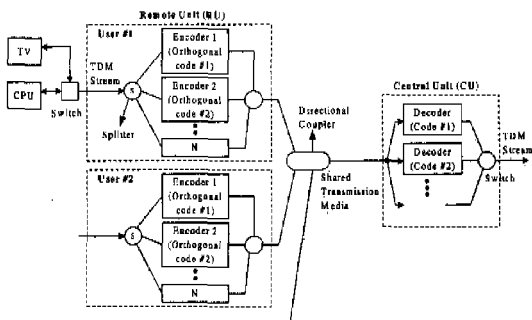 Remote Unit (RU)
User #1
TV
CPU
Switch
TDM
Stream
S
Splinter
Encoder 1
(Orthogonal
code #1)
Encoder 2
(Orthogonal
code #2)
N
User #2
S
Encoder 1
(Orthogonal
code #1)
Encoder 2
(Orthogonal
code #2)
N
Directional
Coupler
Shared
Transmission
Media
Central Unit (CU)
Decoder
(Code #1)
Decoder
(Code #2)
TDM
Stream
Switch